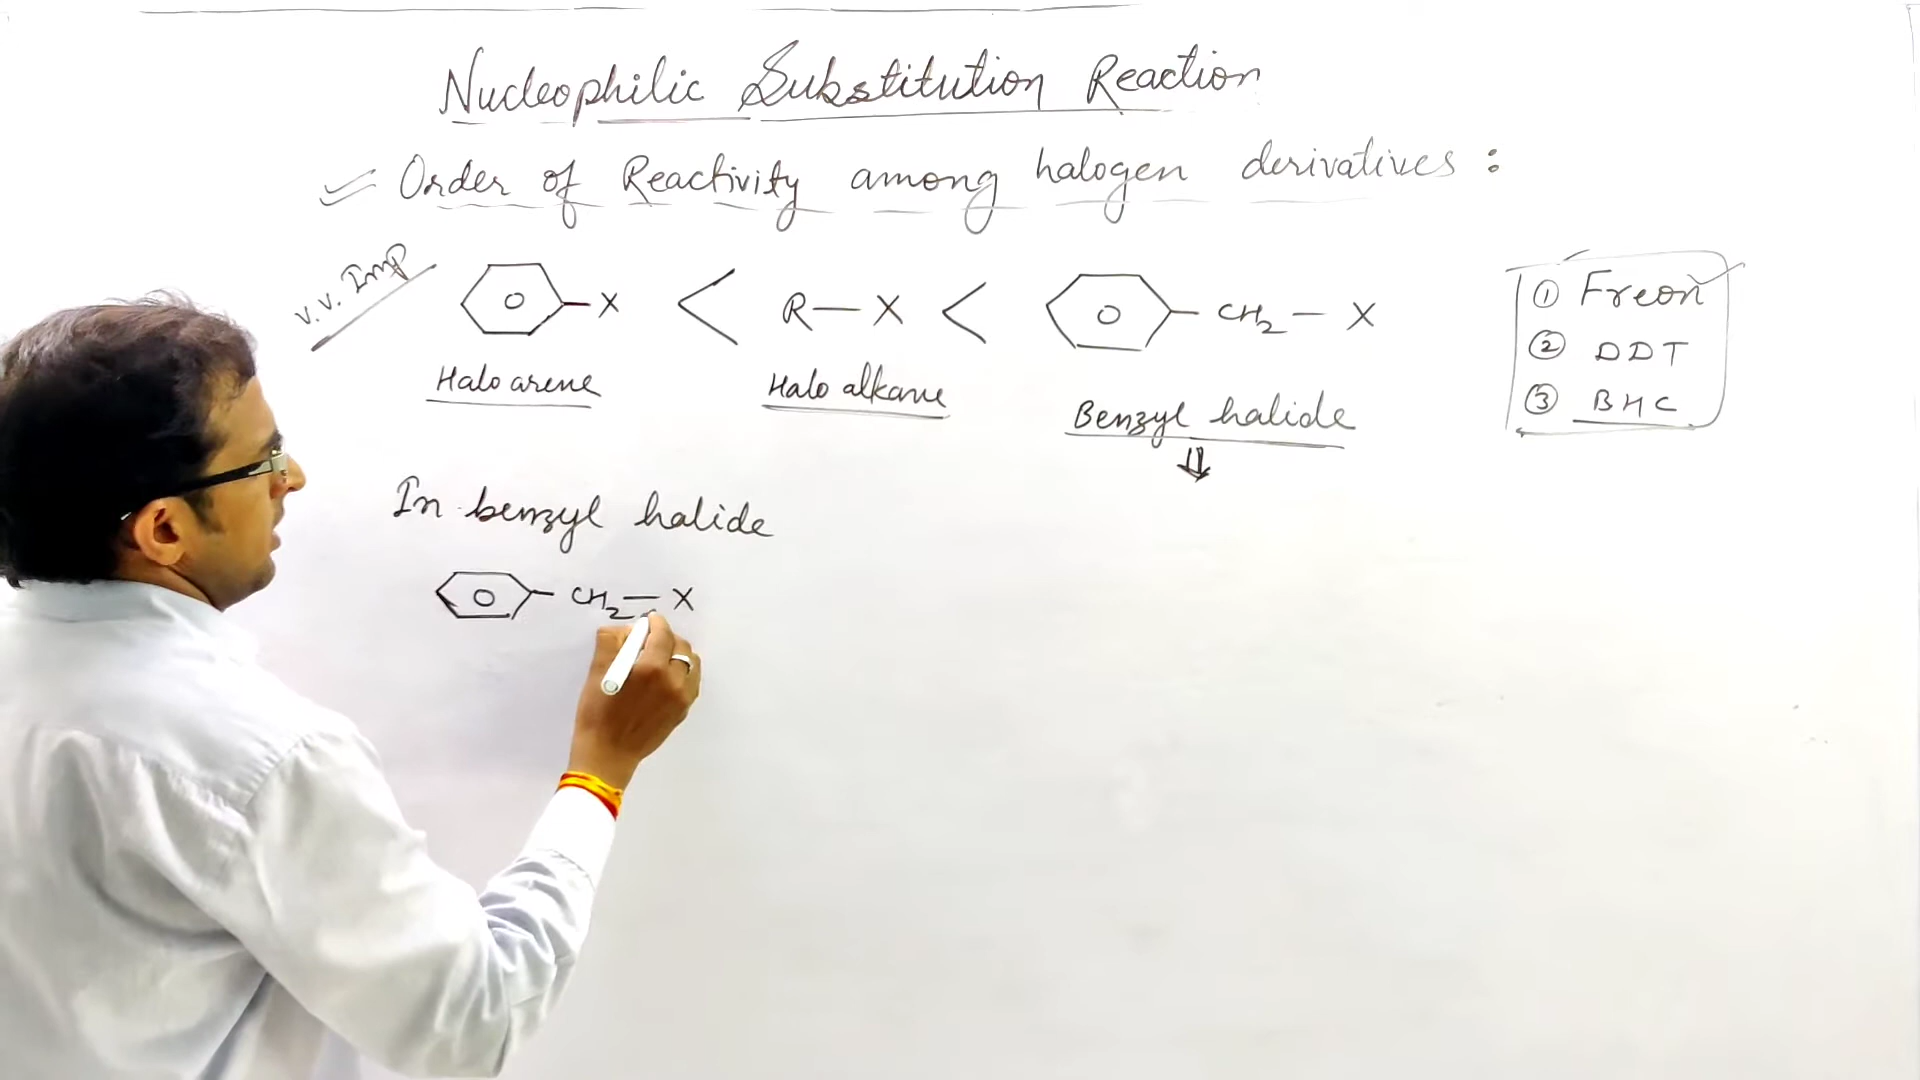 Nucleophilic Substitution Reaction
Order of Reactivity among halogen derivatives :
V.V. Imp
O - X < R - X < O - CH2 - X
Halo arene
Halo alkane
Benzyl halide
① Freon
② DDT
③ BHC
In benzyl halide
O - CH2 - X